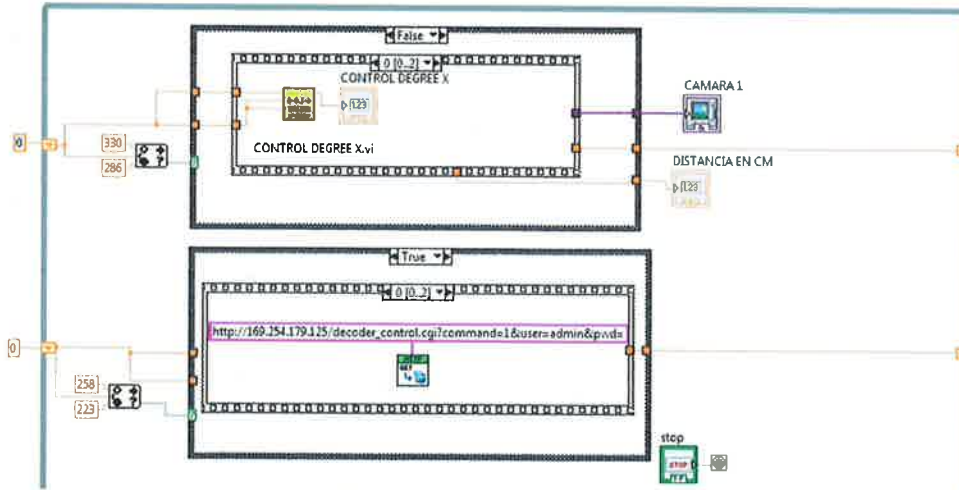 False
0 [0..2]
CONTROL DEGREE X
123
CAMARA 1
0
330
286
CONTROL DEGREE X.vi
DISTANCIA EN CM
123
True
0 [0..2]
http://169.254.179.125/decoder_control.cgi?command=1&user=admin&pwd=
GET
0
258
223
stop
STOP
TF